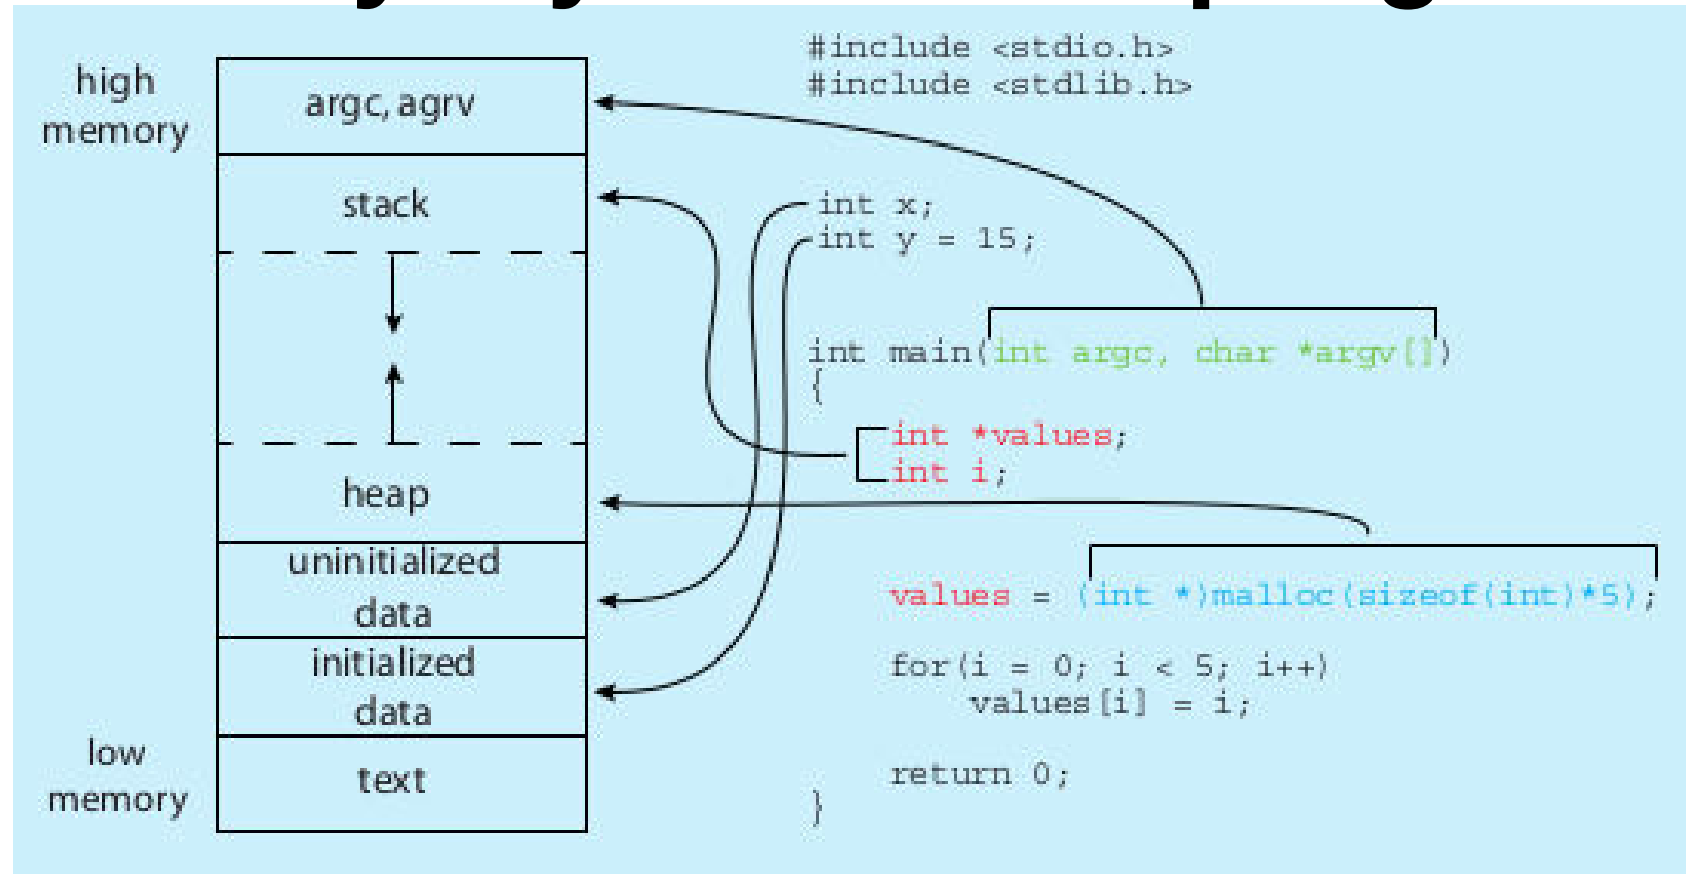 high
memory
argc, agrv
stack
heap
uninitialized
data
initialized
data
low
memory
text
#include <stdio.h>
#include <stdlib.h>
int x;
int y = 15;
int main(int argc, char *argv[])
{
int *values;
int i;
values = (int *)malloc(sizeof(int)*5);
for(i = 0; i < 5; i++)
values[i] = i;
return 0;
}